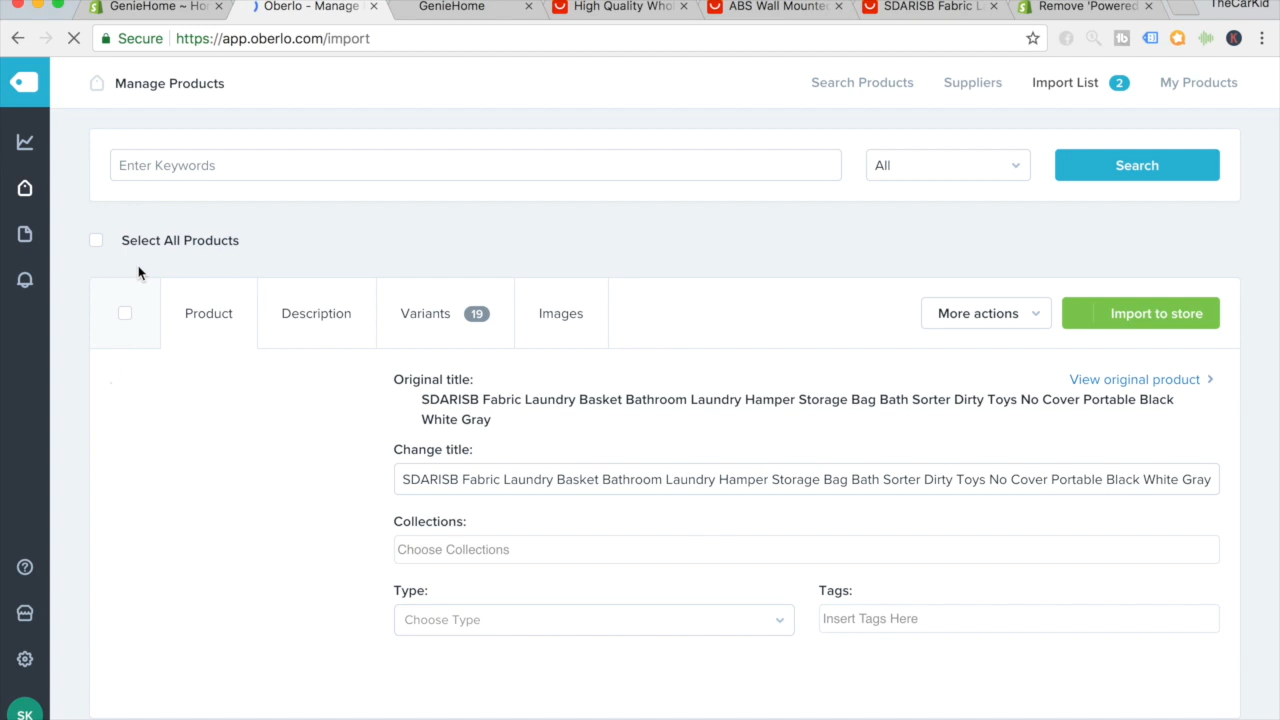 GenieHome ~ Ho
Oberlo - Manage
GenieHome
High Quality Whol
ABS Wall Mounted
SDARISB Fabric L
Remove 'Powered
TheCarKid
Secure
https://app.oberlo.com/import
tb
K
Manage Products
Search Products
Suppliers
Import List 2
My Products
Enter Keywords
All
Search
Select All Products
Product
Description
Variants 19
Images
More actions
Import to store
Original title:
View original product
SDARISB Fabric Laundry Basket Bathroom Laundry Hamper Storage Bag Bath Sorter Dirty Toys No Cover Portable Black
White Gray
Change title:
SDARISB Fabric Laundry Basket Bathroom Laundry Hamper Storage Bag Bath Sorter Dirty Toys No Cover Portable Black White Gray
Collections:
Choose Collections
Type:
Tags:
Choose Type
Insert Tags Here
SK